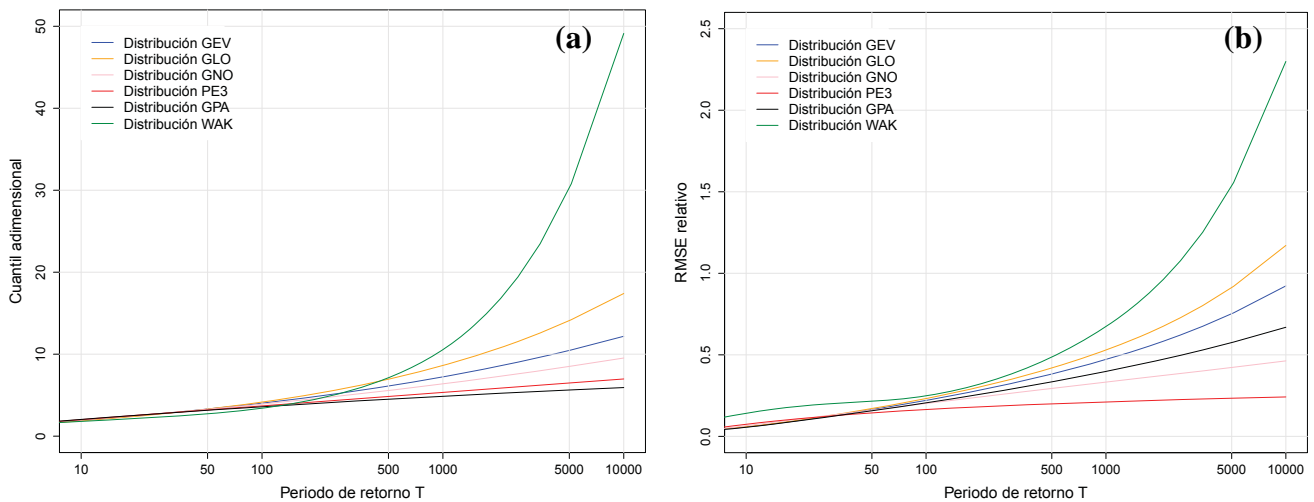 (a)
Distribución GEV
Distribución GLO
Distribución GNO
Distribución PE3
Distribución GPA
Distribución WAK
Cuantil adimensional
50
40
30
20
10
0
10 50 100 500 1000 5000 10000
Periodo de retorno T
(b)
Distribución GEV
Distribución GLO
Distribución GNO
Distribución PE3
Distribución GPA
Distribución WAK
RMSE relativo
2.5
2.0
1.5
1.0
0.5
0.0
10 50 100 500 1000 5000 10000
Periodo de retorno T